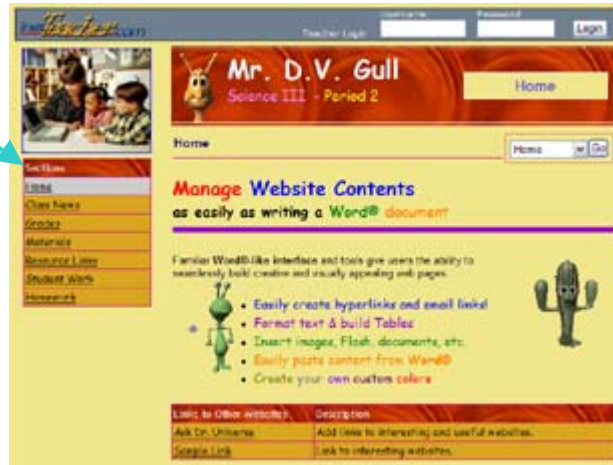 Username Password
Teacher Login Login
Mr. D.V. Gull
Science III - Period 2
Home
Home
Home Go
Sections
Home
Class News
Grades
Materials
Resource Links
Student Work
Homework
Manage Website Contents
as easily as writing a Word® document
Familiar Word®-like interface and tools give users the ability to
seamlessly build creative and visually appealing web pages.
• Easily create hyperlinks and email links!
• Format text & build Tables
• Insert images, Flash, documents, etc.
• Easily paste content from Word®
• Create your own custom colors
Links to Other Websites Description
Ask Dr. Universe Add links to interesting and useful websites.
Sample Link Link to interesting websites.